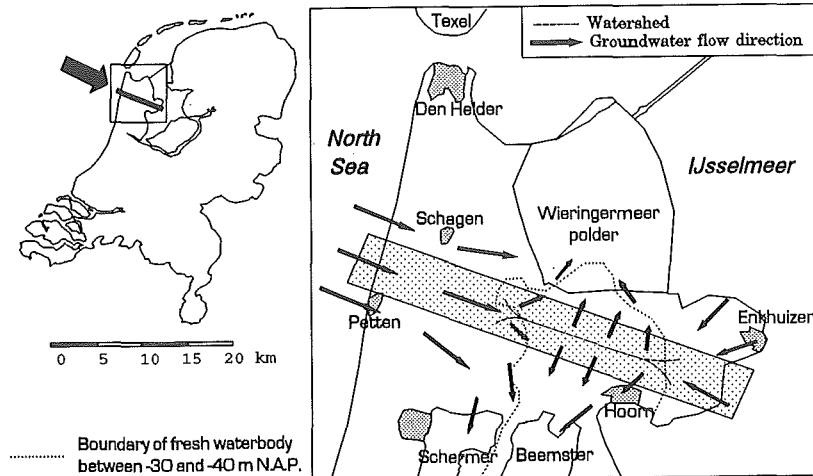 Texel
Watershed
Groundwater flow direction
Den Helder
North
Sea
IJsselmeer
Schagen
Wieringermeer
polder
Petten
Enkhuizen
Hoorn
0 5 10 15 20 km
Boundary of fresh waterbody
between -30 and -40 m N.A.P.
Schermer
Beemster